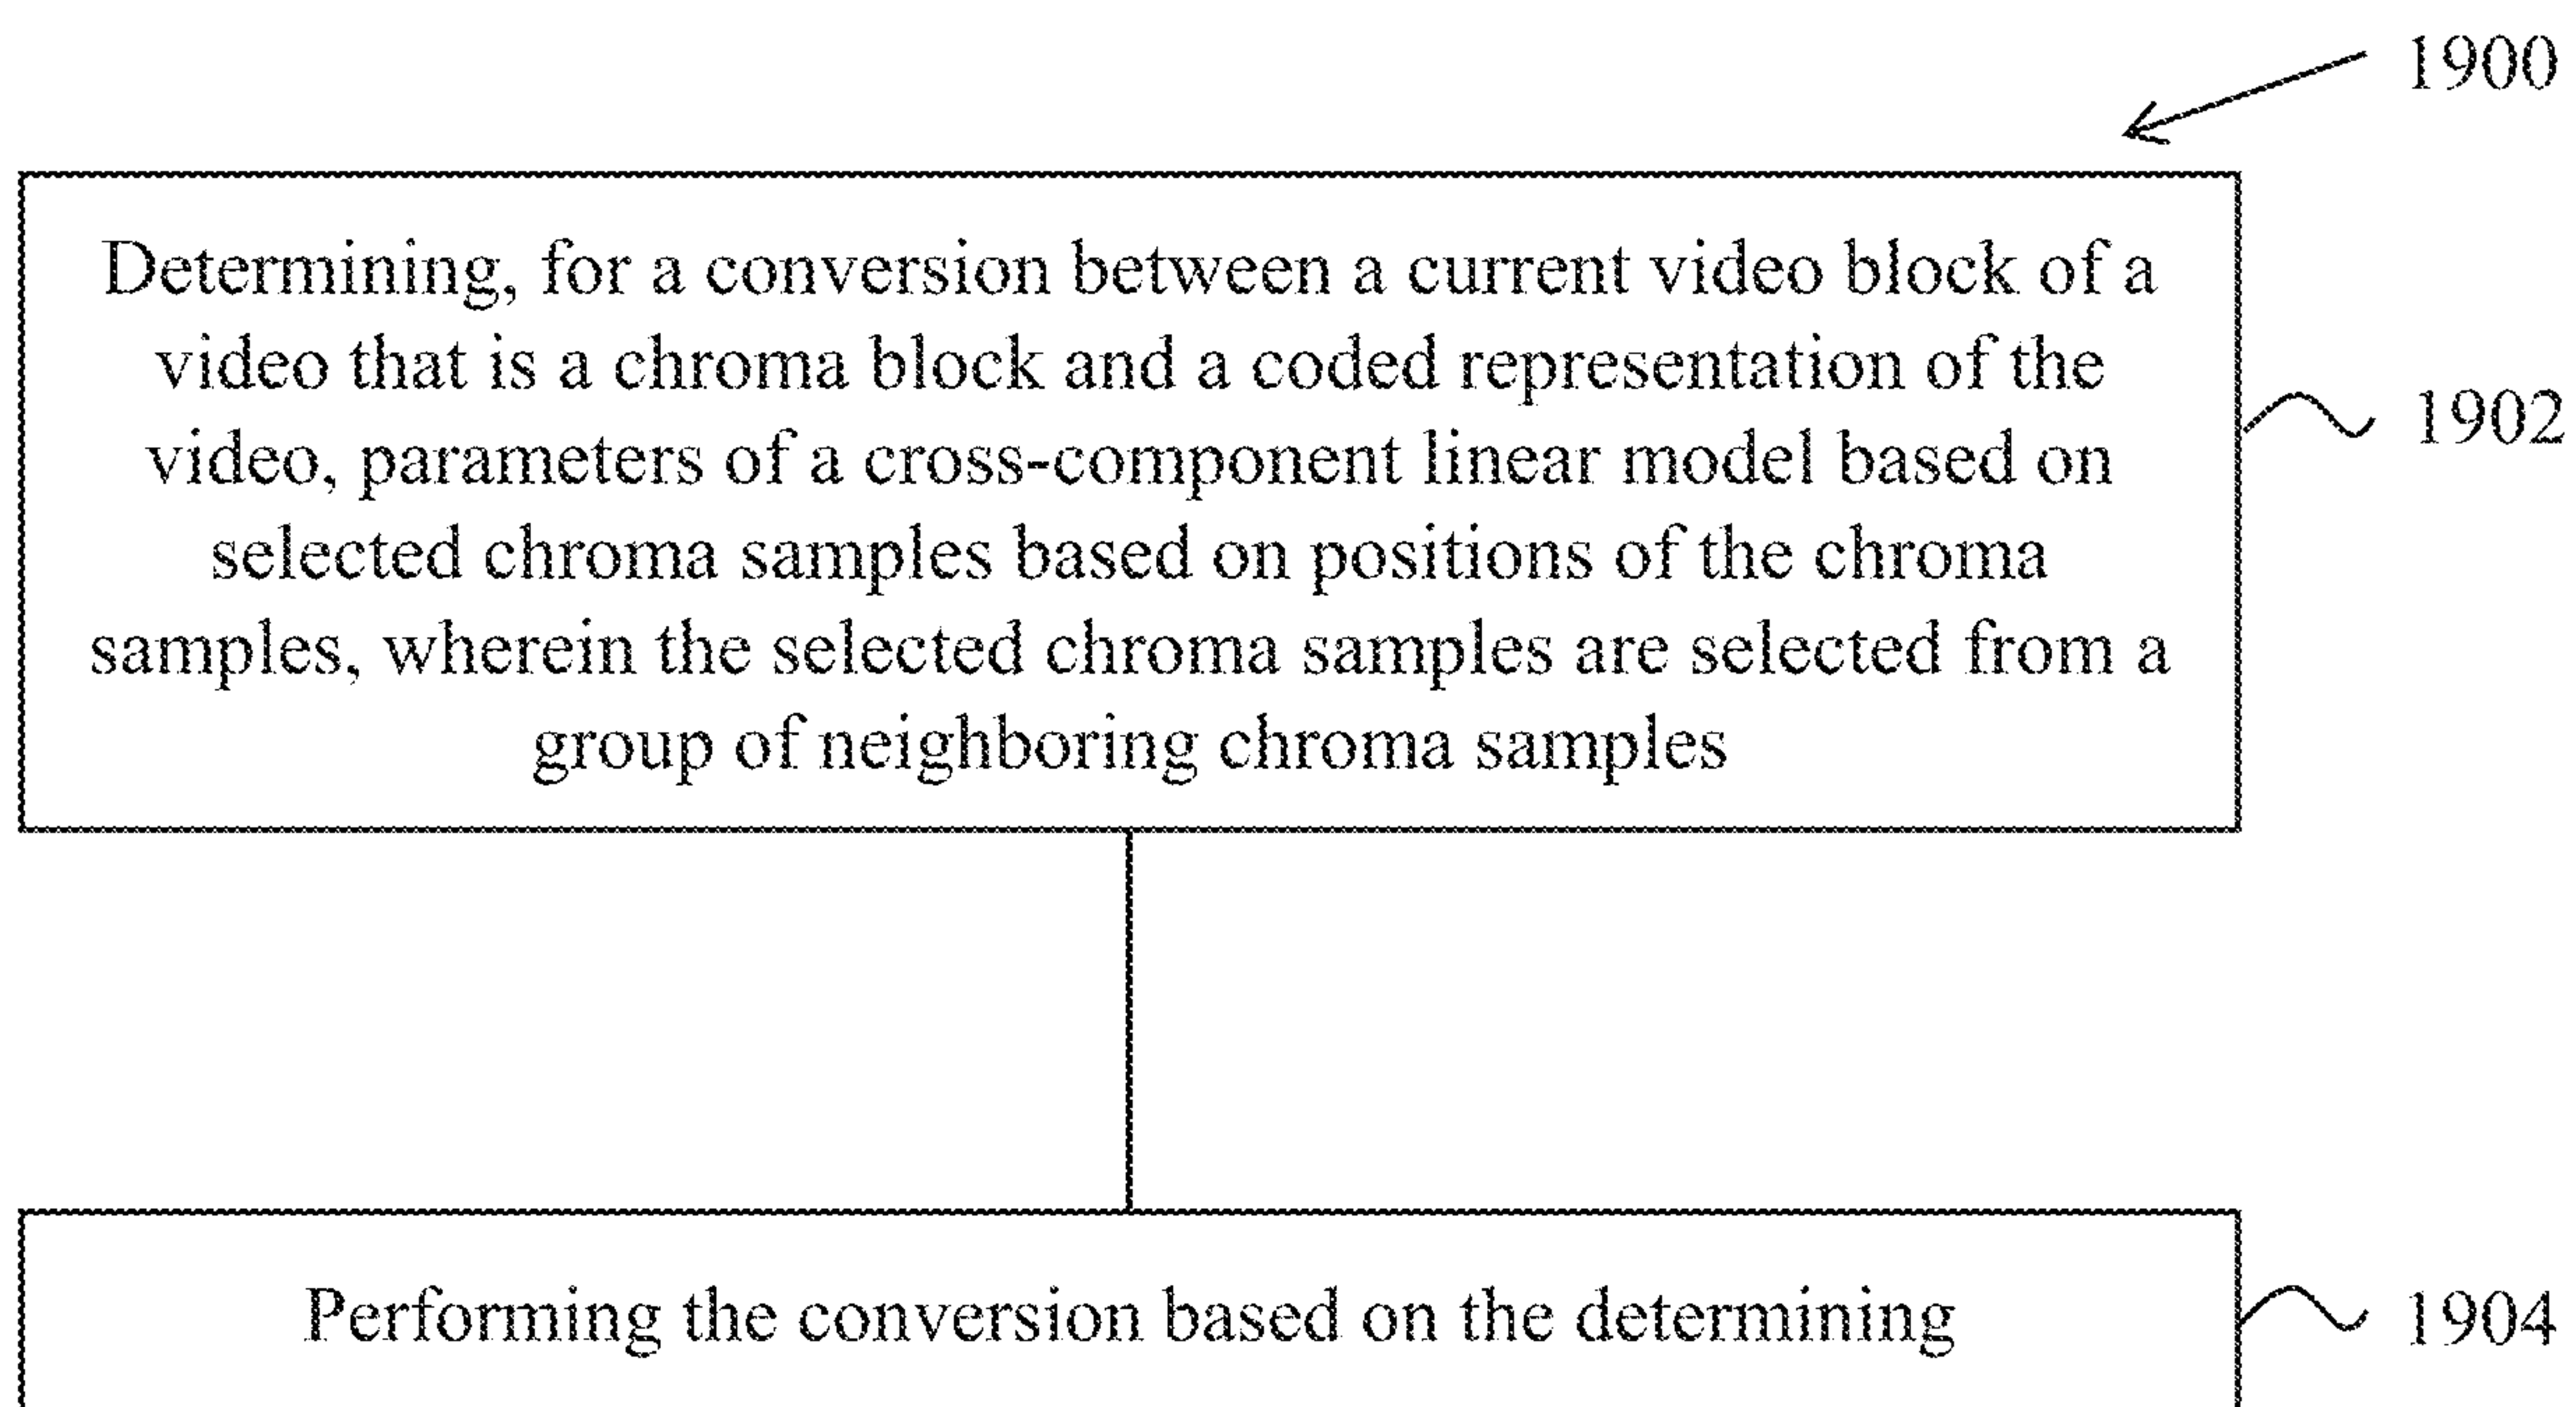 1900
Determining, for a conversion between a current video block of a
video that is a chroma block and a coded representation of the
video, parameters of a cross-component linear model based on
selected chroma samples based on positions of the chroma
samples, wherein the selected chroma samples are selected from a
group of neighboring chroma samples
1902
Performing the conversion based on the determining
1904